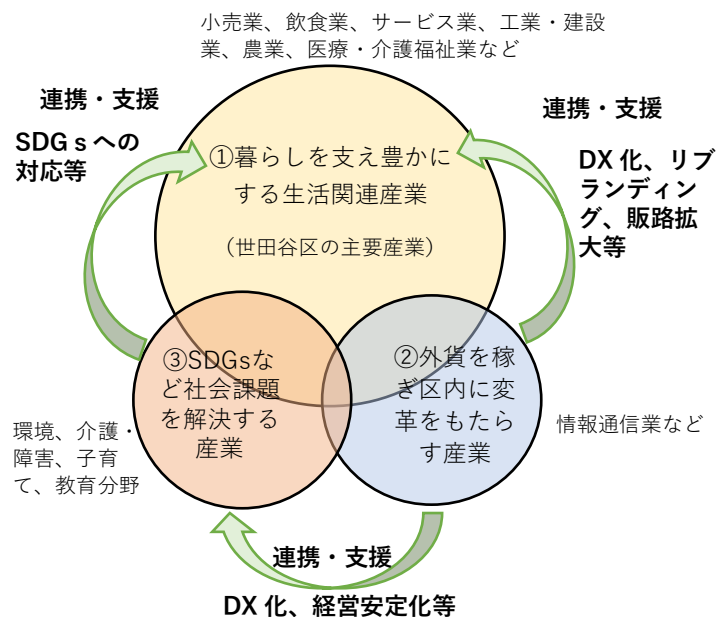 小売業、飲食業、サービス業、工業・建設
業、農業、医療・介護福祉業など
連携・支援
SDGｓへの
対応等
連携・支援
DX 化、リブ
ランディン
グ、販路拡
大等
①暮らしを支え豊かに
する生活関連産業
（世田谷区の主要産業）
③SDGsな
ど社会課題
を解決する
産業
②外貨を稼
ぎ区内に変
革をもたら
す産業
環境、介護・
障害、子育
て、教育分野
情報通信業など
連携・支援
DX 化、経営安定化等